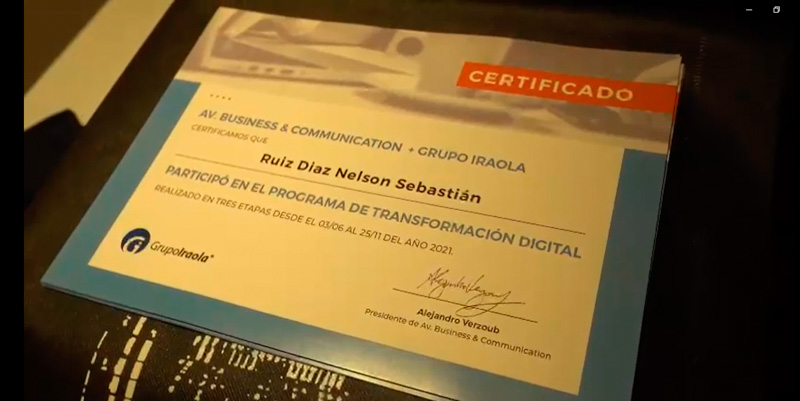 CERTIFICADO
AV. BUSINESS & COMMUNICATION + GRUPO IRAOLA
CERTIFICAMOS QUE
Ruiz Diaz Nelson Sebastián
PARTICIPÓ EN EL PROGRAMA DE TRANSFORMACIÓN DIGITAL
REALIZADO EN TRES ETAPAS DESDE EL 03/06 AL 25/11 DEL AÑO 2021.
GrupoIraola
Alejandro Verzoub
Presidente de Av. Business & Communication